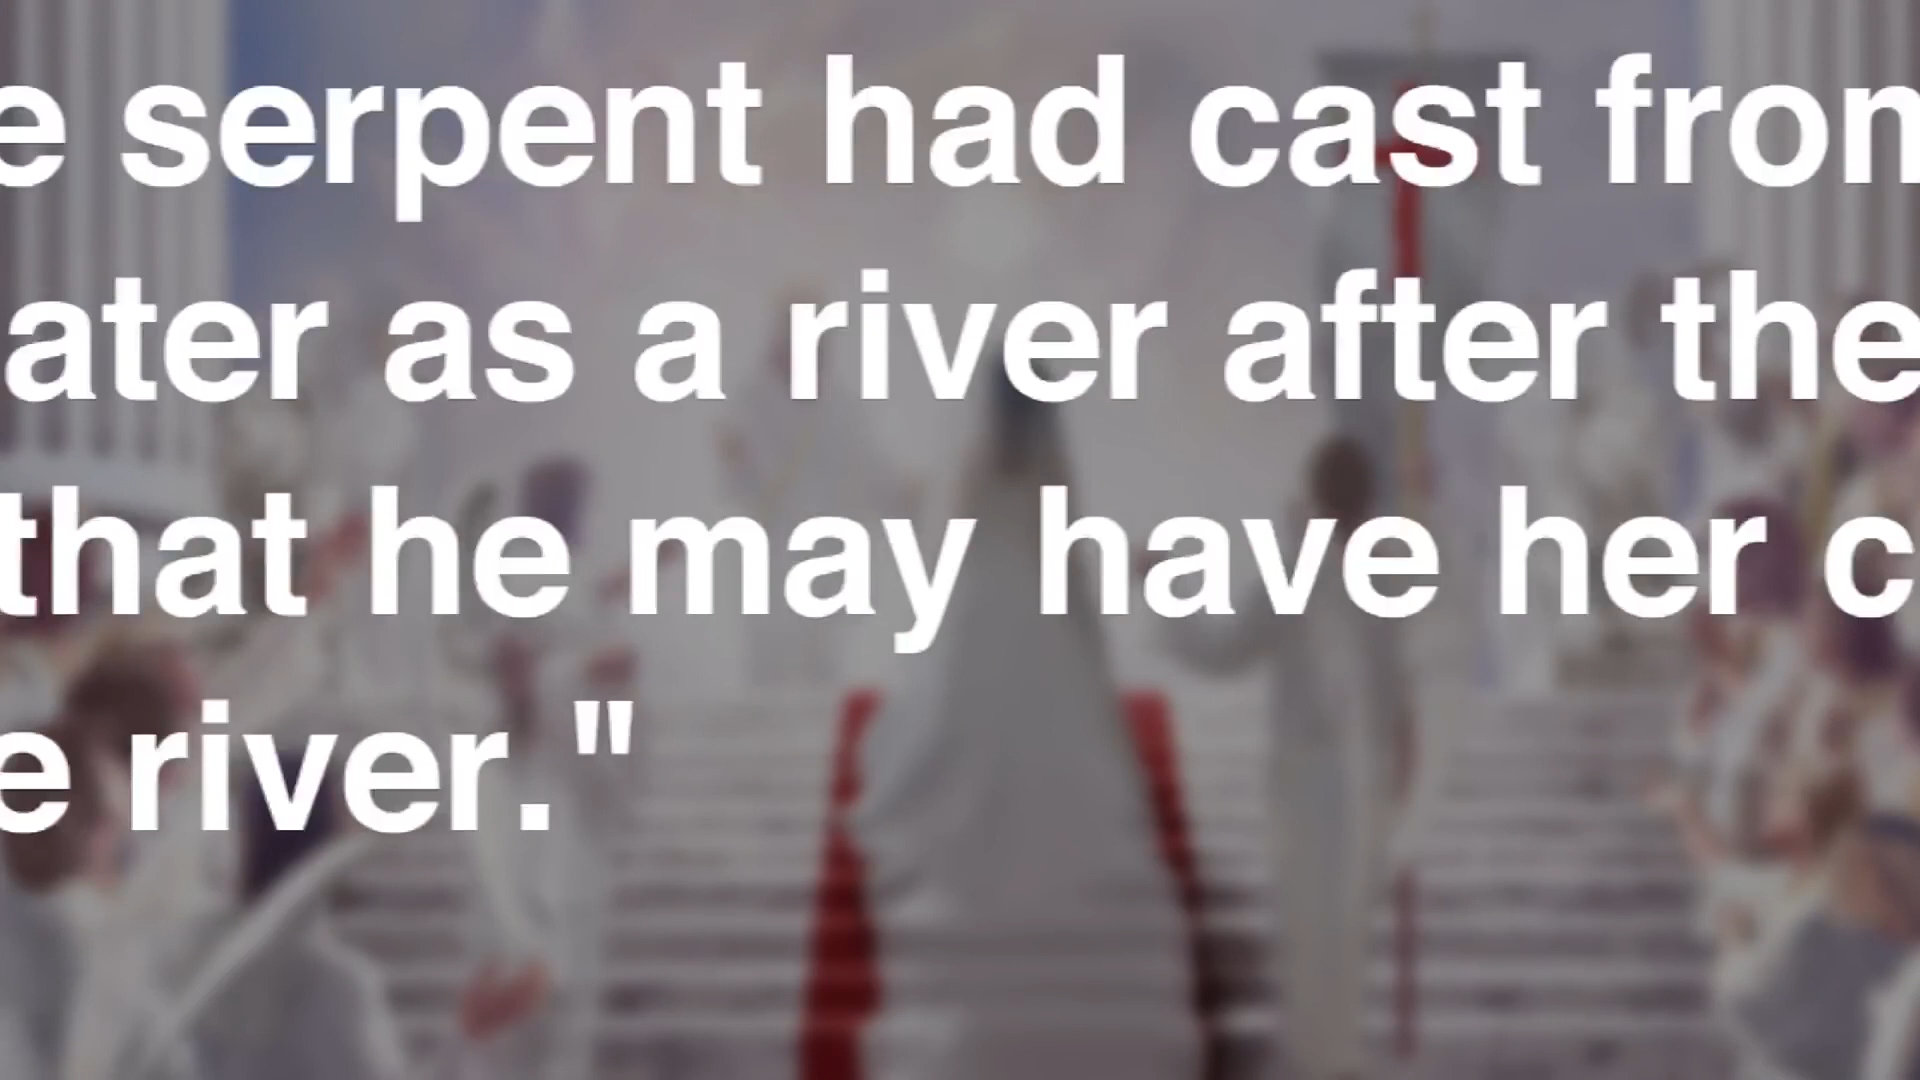 e serpent had cast from
ater as a river after the
that he may have her c
e river."